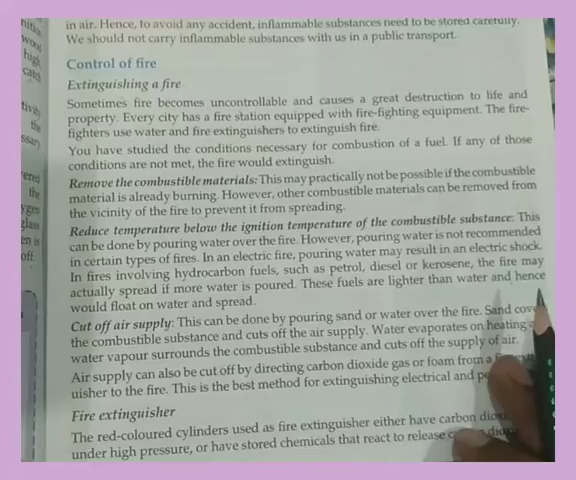 nition
wood
high
catch
tivity
the
ssary
ered
the
ygen
glass
en is
off.
in air. Hence, to avoid any accident, inflammable substances need to be stored carefully.
We should not carry inflammable substances with us in a public transport.
Control of fire
Extinguishing a fire
Sometimes fire becomes uncontrollable and causes a great destruction to life and
property. Every city has a fire station equipped with fire-fighting equipment. The fire-
fighters use water and fire extinguishers to extinguish fire.
You have studied the conditions necessary for combustion of a fuel. If any of those
conditions are not met, the fire would extinguish.
Remove the combustible materials: This may practically not be possible if the combustible
material is already burning. However, other combustible materials can be removed from
the vicinity of the fire to prevent it from spreading.
Reduce temperature below the ignition temperature of the combustible substance: This
can be done by pouring water over the fire. However, pouring water is not recommended
in certain types of fires. In an electric fire, pouring water may result in an electric shock.
In fires involving hydrocarbon fuels, such as petrol, diesel or kerosene, the fire may
actually spread if more water is poured. These fuels are lighter than water and hence
would float on water and spread.
Cut off air supply: This can be done by pouring sand or water over the fire. Sand cove
the combustible substance and cuts off the air supply. Water evaporates on heating
water vapour surrounds the combustible substance and cuts off the supply of air.
Air supply can also be cut off by directing carbon dioxide gas or foam from a
uisher to the fire. This is the best method for extinguishing electrical and
Fire extinguisher
The red-coloured cylinders used as fire extinguisher either have carbon
under high pressure, or have stored chemicals that react to release